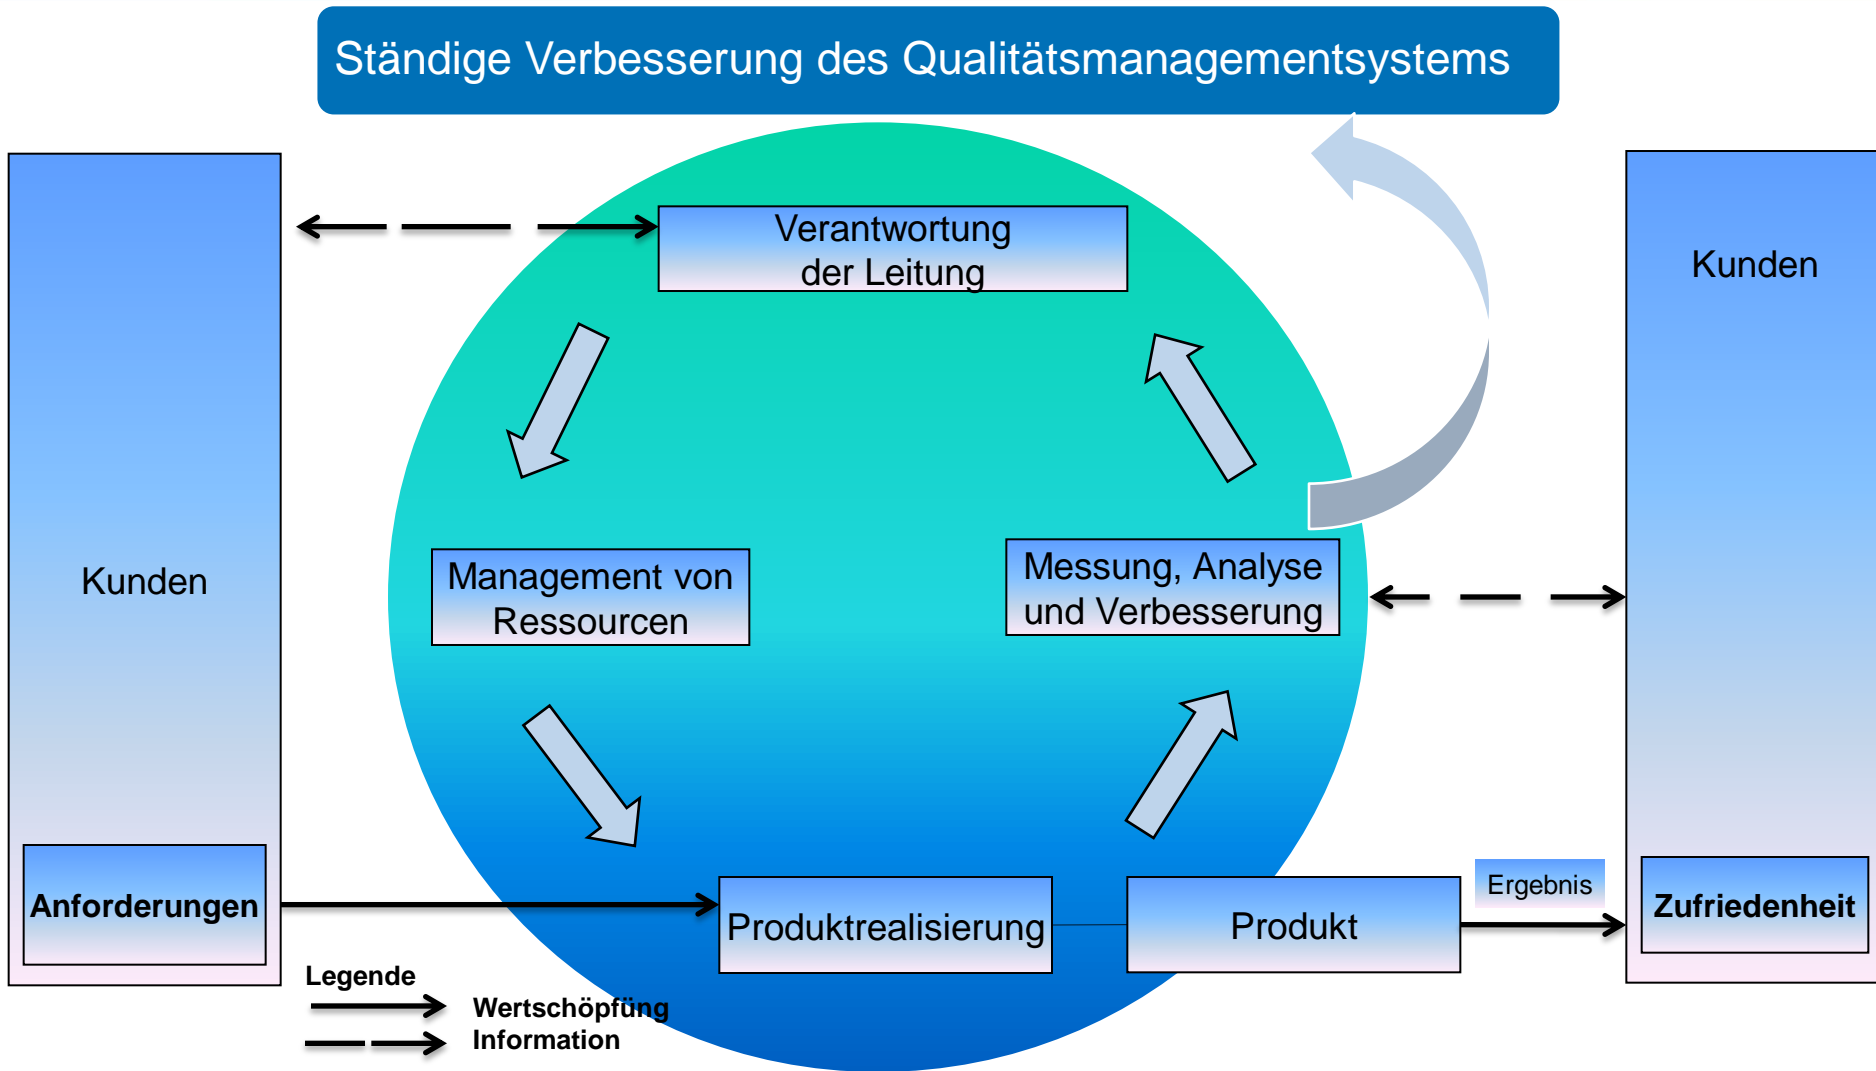 Ständige Verbesserung des Qualitätsmanagementsystems
Verantwortung
der Leitung
Kunden
Kunden
Management von
Ressourcen
Messung, Analyse
und Verbesserung
Anforderungen
Produktrealisierung
Produkt
Ergebnis
Zufriedenheit
Legende
Wertschöpfung
Information